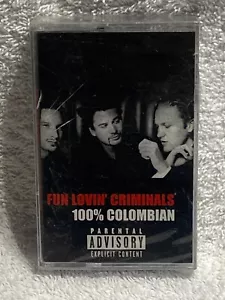 FUN LOVIN' CRIMINALS
100% COLOMBIAN
PARENTAL
ADVISORY
EXPLICIT CONTENT